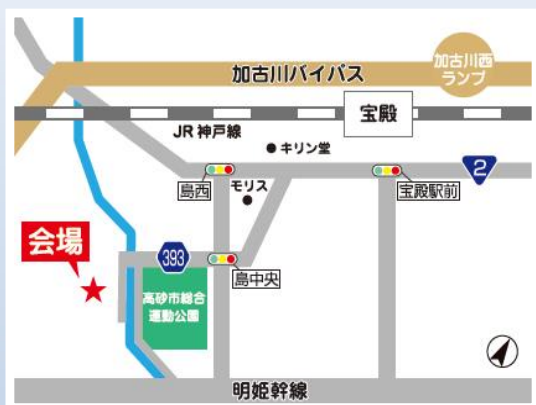 加古川西
ランプ
加古川バイパス
宝殿
JR 神戸線
キリン堂
2
島西
モリス
宝殿駅前
会場
393
島中央
高砂市総合
運動公園
明姫幹線